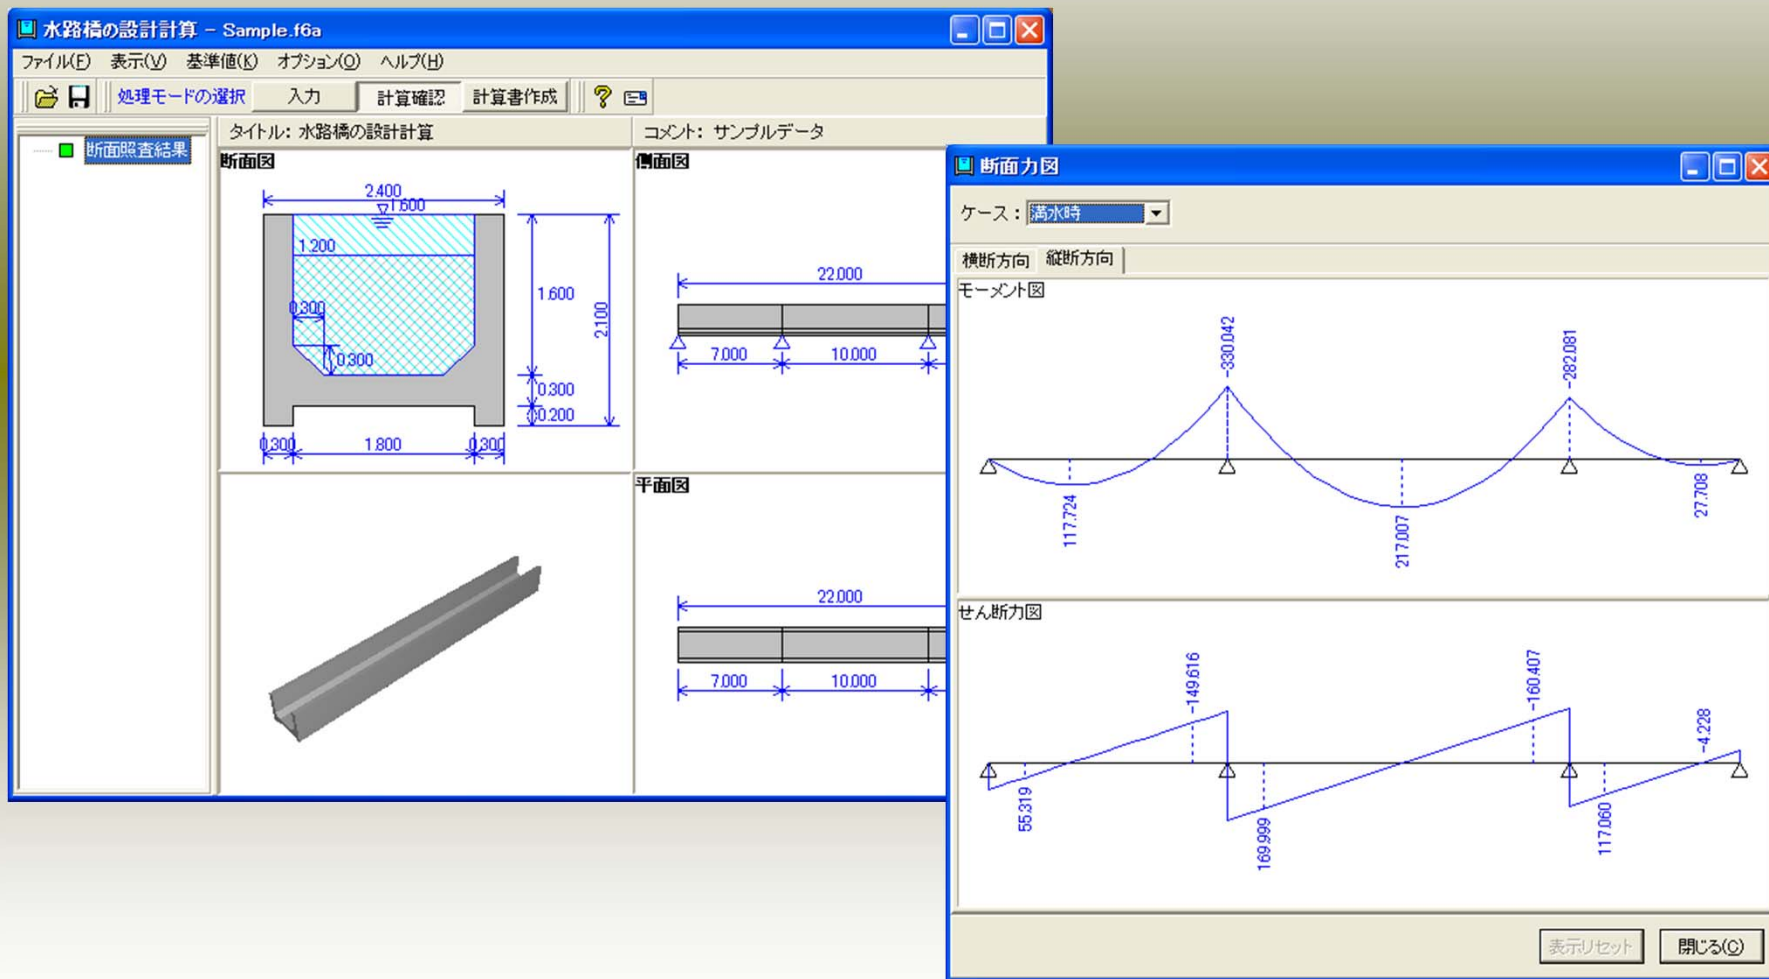 水路橋の設計計算 - Sample.f6a
ファイル(F) 表示(V) 基準値(K) オプション(O) ヘルプ(H)
処理モードの選択 入力 計算確認 計算書作成
断面照査結果
タイトル: 水路橋の設計計算
コメント: サンプルデータ
断面図
2.400
1.600
1.200
0.300
0.300
1.600
2.100
0.300
0.200
0.300 1.800 0.300
側面図
22.000
7.000 10.000
平面図
22.000
7.000 10.000
断面力図
ケース: 満水時
横断方向 縦断方向
モーメント図
-330.042
-282.081
117.724
217.007
27.708
せん断力図
-149.616
-160.407
-4.228
55.319
169.999
117.060
表示リセット 閉じる(C)